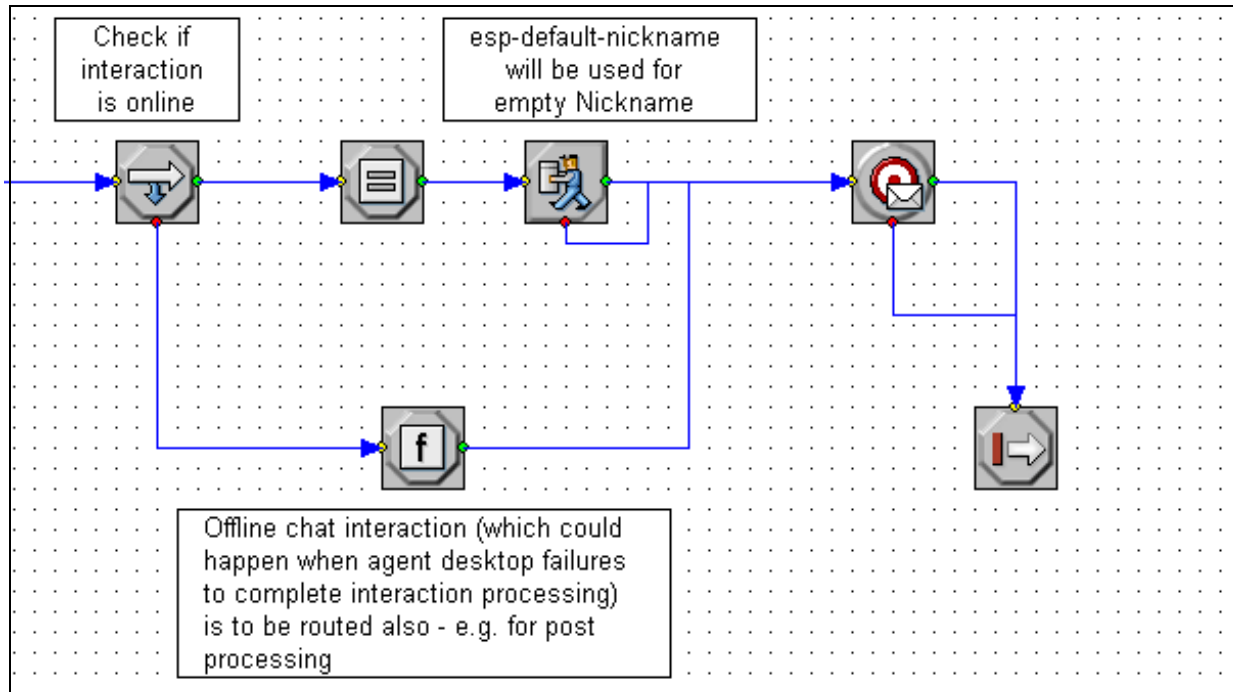 Check if
interaction
is online
esp-default-nickname
will be used for
empty Nickname
f
Offline chat interaction (which could
happen when agent desktop failures
to complete interaction processing)
is to be routed also - e.g. for post
processing